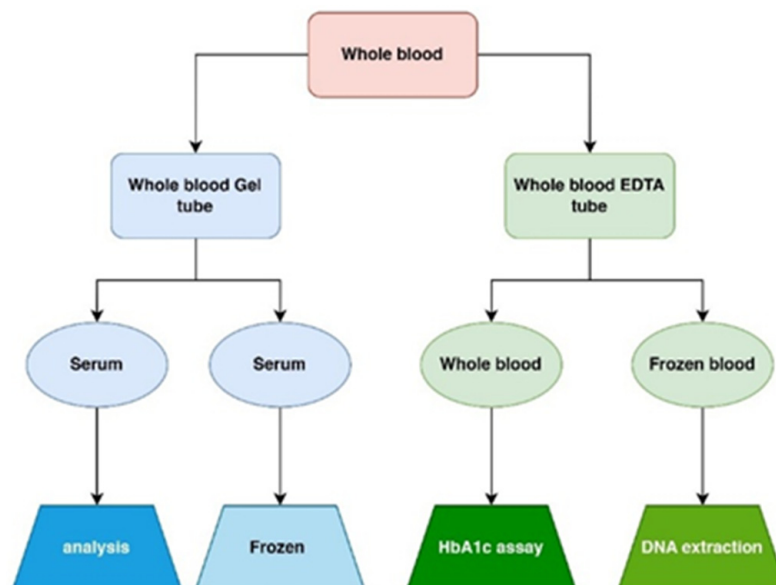 Whole blood
Whole blood Gel
tube
Whole blood EDTA
tube
Serum
Serum
Whole blood
Frozen blood
analysis
Frozen
HbA1c assay
DNA extraction